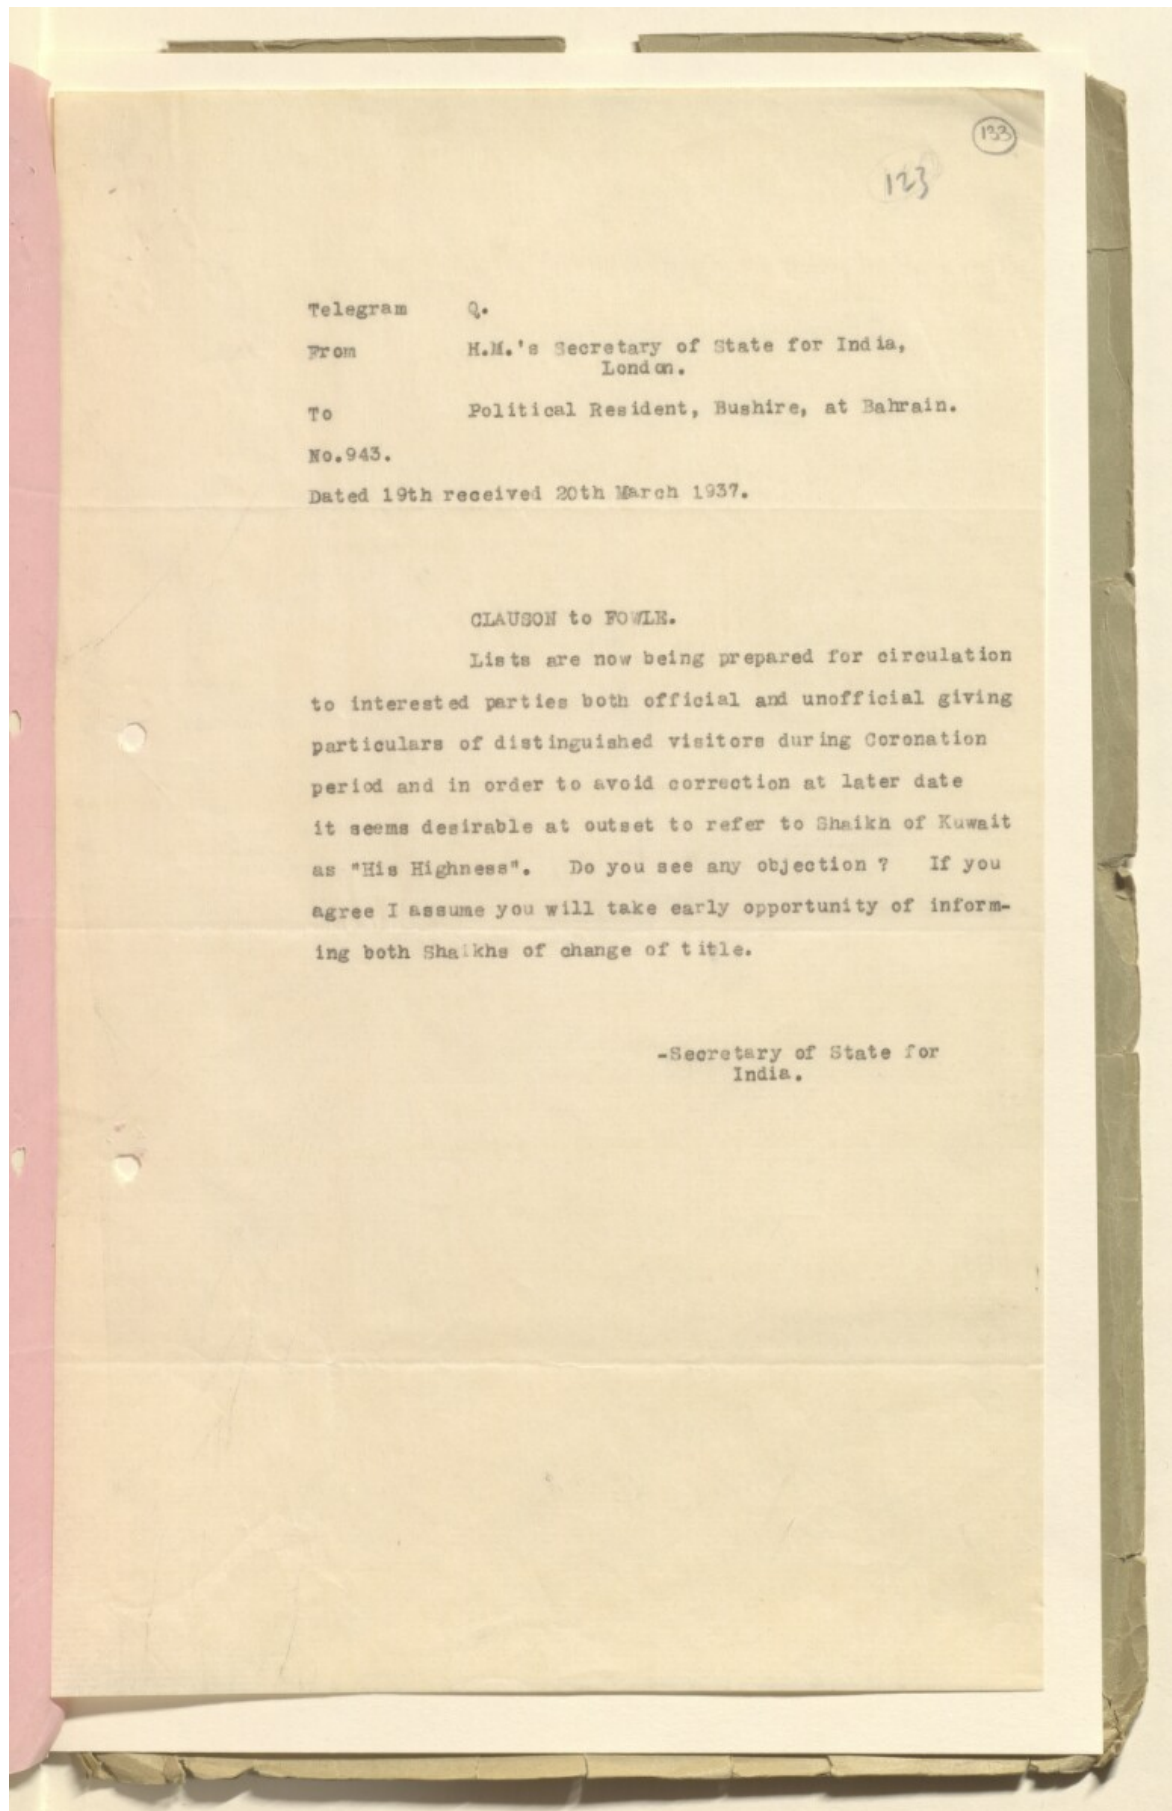 133
123
Telegram Q.
From H.M.'s Secretary of State for India,
London.
To Political Resident, Bushire, at Bahrain.
No.943.
Dated 19th received 20th March 1937.
CLAUSON to FOWLE.
Lists are now being prepared for circulation
to interested parties both official and unofficial giving
particulars of distinguished visitors during Coronation
period and in order to avoid correction at later date
it seems desirable at outset to refer to Shaikh of Kuwait
as "His Highness". Do you see any objection ? If you
agree I assume you will take early opportunity of inform-
ing both Shaikhs of change of title.
-Secretary of State for
India.